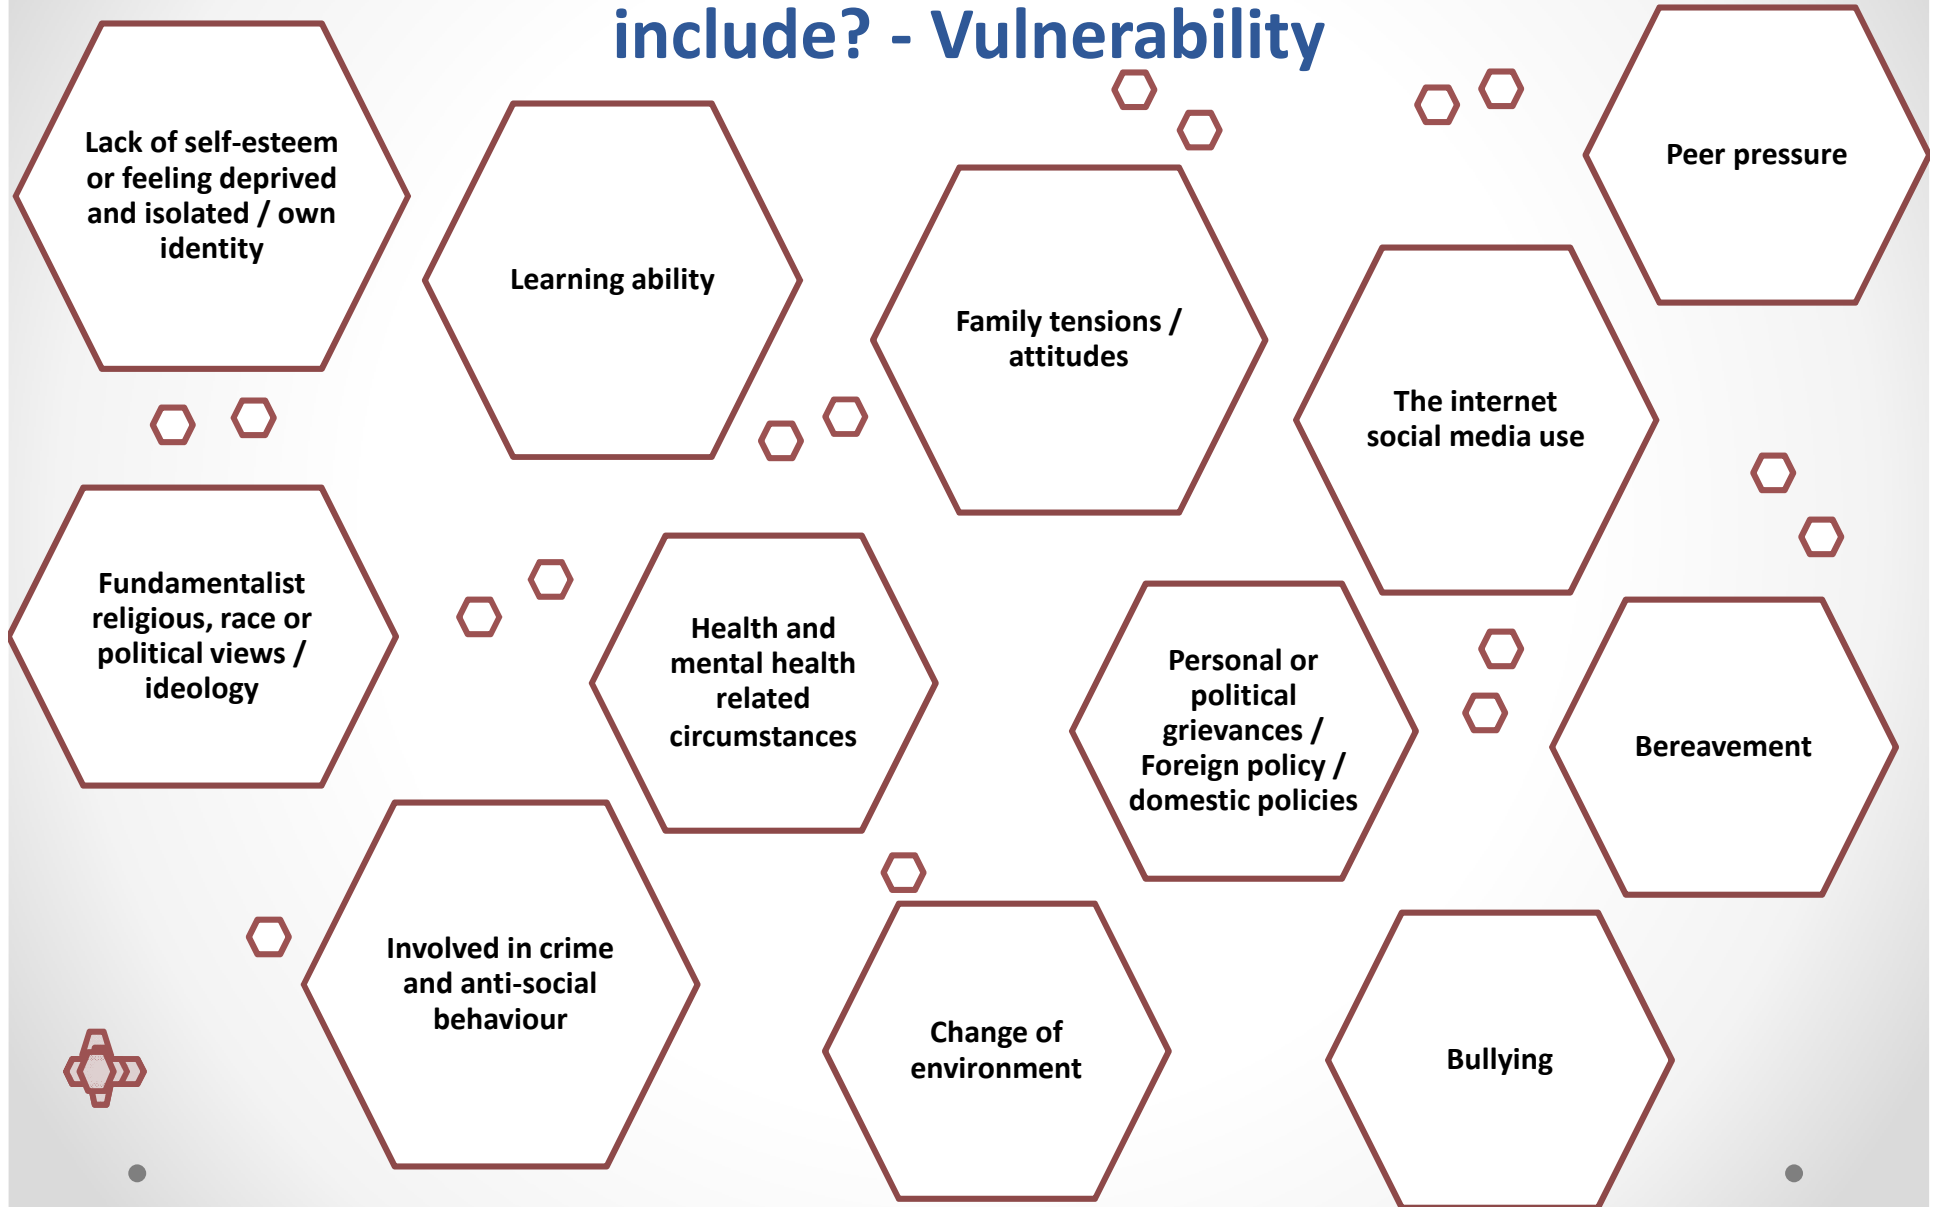 include? - Vulnerability
Lack of self-esteem
or feeling deprived
and isolated / own
identity
Learning ability
Family tensions /
attitudes
The internet
social media use
Peer pressure
Fundamentalist
religious, race or
political views /
ideology
Health and
mental health
related
circumstances
Personal or
political
grievances /
Foreign policy /
domestic policies
Bereavement
Involved in crime
and anti-social
behaviour
Change of
environment
Bullying